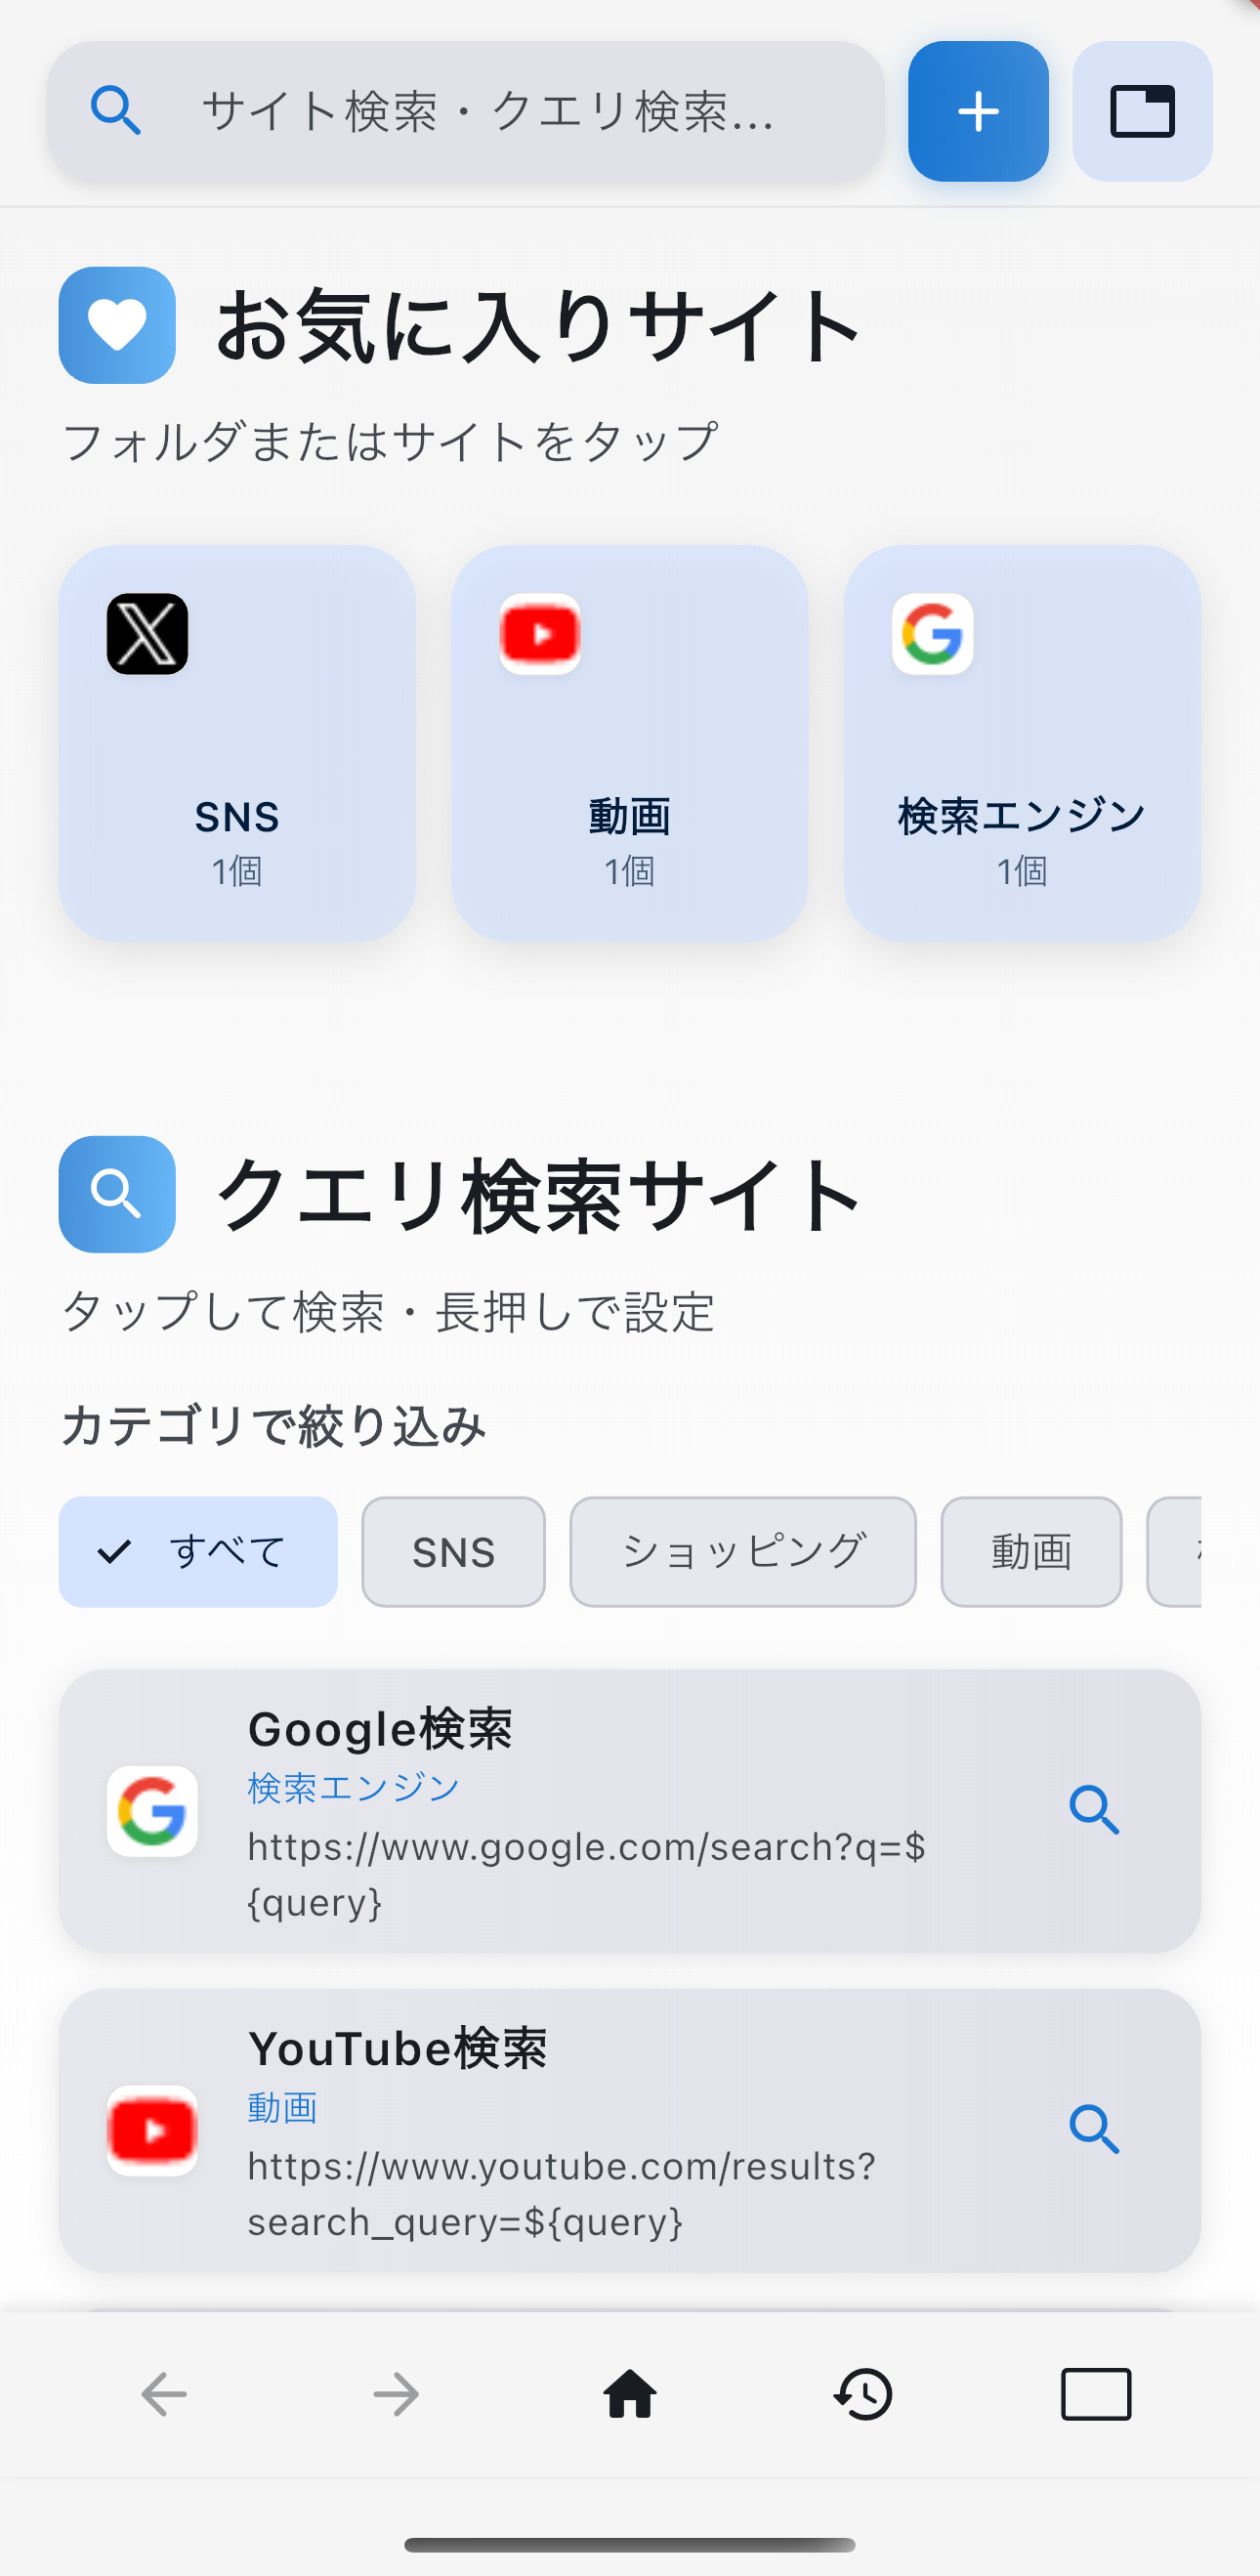 サイト検索・クエリ検索...
お気に入りサイト
フォルダまたはサイトをタップ
SNS
1個
動画
1個
検索エンジン
1個
クエリ検索サイト
タップして検索・長押しで設定
カテゴリで絞り込み
すべて
SNS
ショッピング
動画
Google検索
検索エンジン
https://www.google.com/search?q=$
{query}
YouTube検索
動画
https://www.youtube.com/results?
search_query=${query}